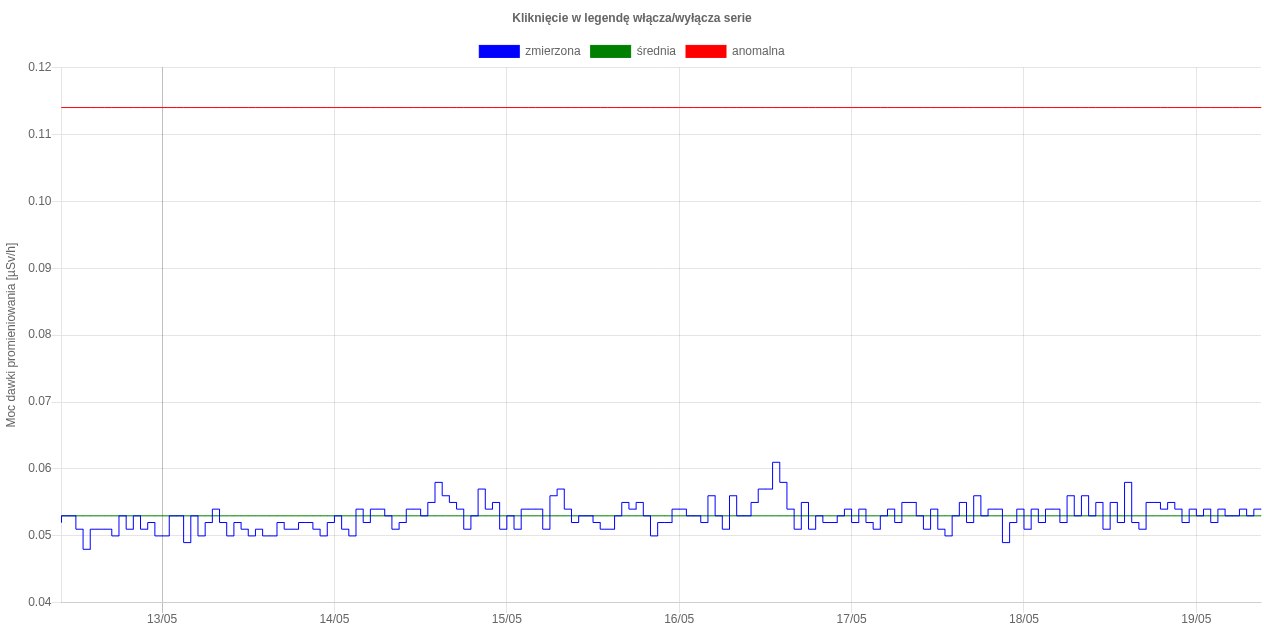 Kliknięcie w legendę włącza/wyłącza serie
zmierzona średnia anomalna
Moc dawki promieniowania [µSv/h]
0.12
0.11
0.10
0.09
0.08
0.07
0.06
0.05
0.04
13/05 14/05 15/05 16/05 17/05 18/05 19/05